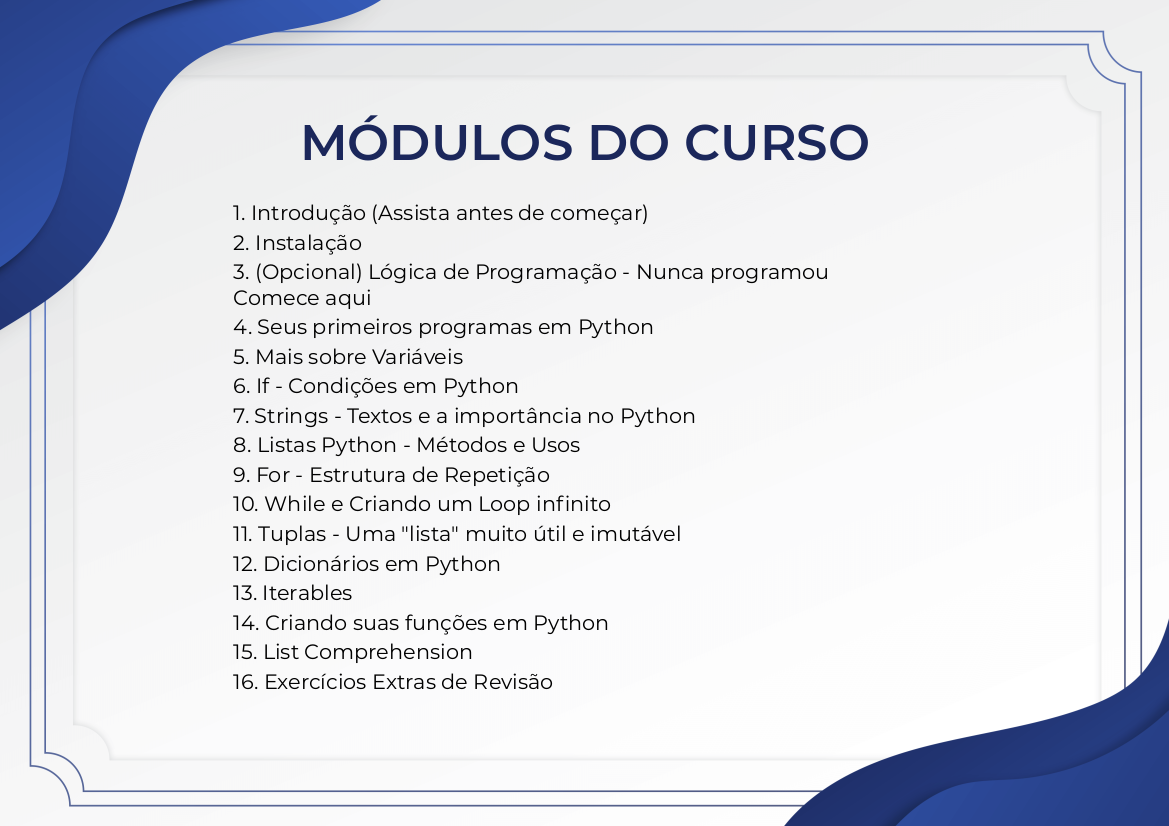 MÓDULOS DO CURSO
1. Introdução (Assista antes de começar)
2. Instalação
3. (Opcional) Lógica de Programação - Nunca programou
Comece aqui
4. Seus primeiros programas em Python
5. Mais sobre Variáveis
6. If - Condições em Python
7. Strings - Textos e a importância no Python
8. Listas Python - Métodos e Usos
9. For - Estrutura de Repetição
10. While e Criando um Loop infinito
11. Tuplas - Uma "lista" muito útil e imutável
12. Dicionários em Python
13. Iterables
14. Criando suas funções em Python
15. List Comprehension
16. Exercícios Extras de Revisão